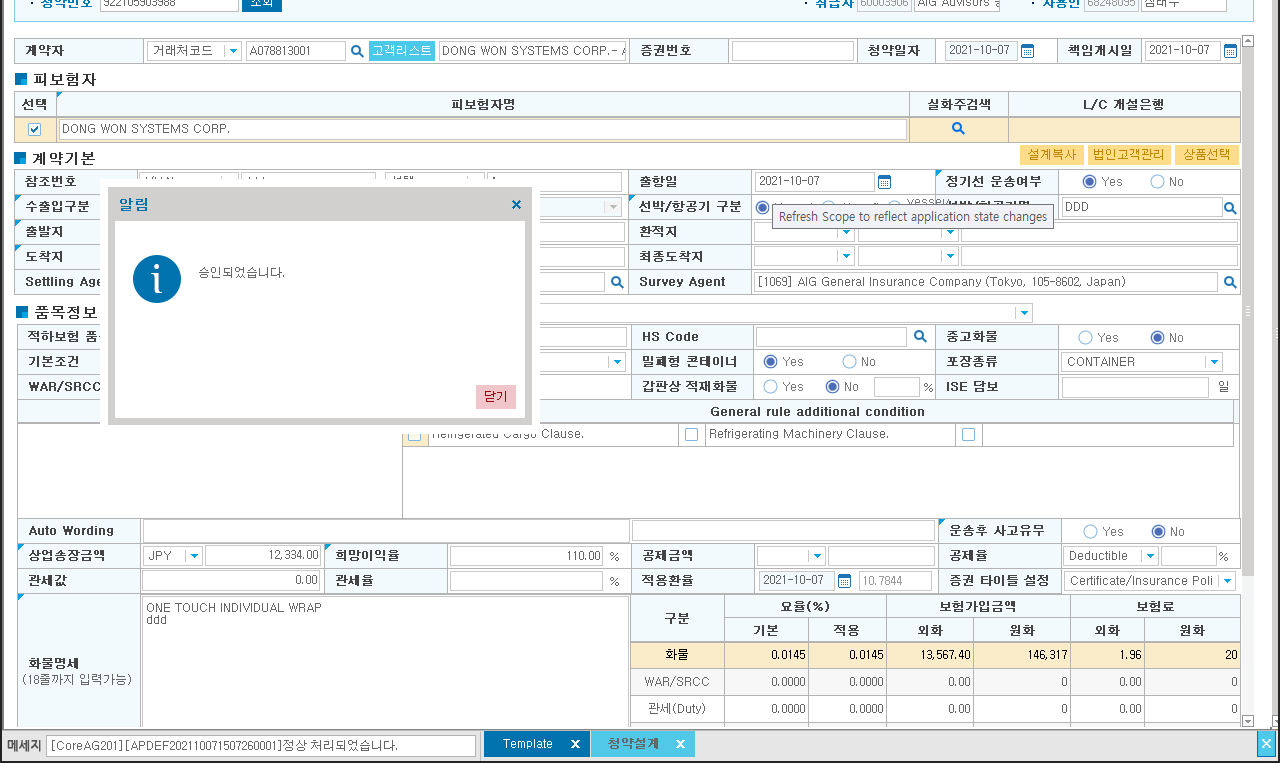 청약번호 922105903988 조회 취급자 60003906 AIG Advisors 사용인 68248095
계약자 거래처코드 A078813001 고객리스트 DONG WON SYSTEMS CORP.- A 증권번호 청약일자 2021-10-07 책임개시일 2021-10-07
피보험자
선택 피보험자명 실화주검색 L/C 개설은행
DONG WON SYSTEMS CORP.
계약기본 설계복사 법인고객관리 상품선택
참조번호 출항일 2021-10-07 정기선 운송여부 Yes No
수출입구분 선박/항공기 구분 DDD
Refresh Scope to reflect application state changes
출발지 환적지
도착지 최종도착지
Settling Age Survey Agent [1069] AIG General Insurance Company (Tokyo, 105-8602, Japan)
알림
승인되었습니다.
닫기
품목정보
적하보험 품 HS Code 중고화물 Yes No
기본조건 밀폐형 콘테이너 Yes No 포장종류 CONTAINER
WAR/SRCC 갑판상 적재화물 Yes No % ISE 담보 일
General rule additional condition
Refrigerated Cargo Clause. Refrigerating Machinery Clause.
Auto Wording 운송후 사고유무 Yes No
상업송장금액 JPY 12,334.00 희망이익율 110.00 % 공제금액 공제율 Deductible %
관세값 0.00 관세율 % 적용환율 2021-10-07 10.7844 증권 타이틀 설정 Certificate/Insurance Poli
화물명세
(18줄까지 입력가능)
ONE TOUCH INDIVIDUAL WRAP
ddd
구분 요율(%) 보험가입금액 보험료
기본 적용 외화 원화 외화 원화
화물 0.0145 0.0145 13,567.40 146,317 1.96 20
WAR/SRCC 0.0000 0.0000 0.00 0 0.00 0
관세(Duty) 0.0000 0.0000 0.00 0 0.00 0
메세지 [CoreAG201][APDEF202110071507260001]정상 처리되었습니다. Template 청약설계